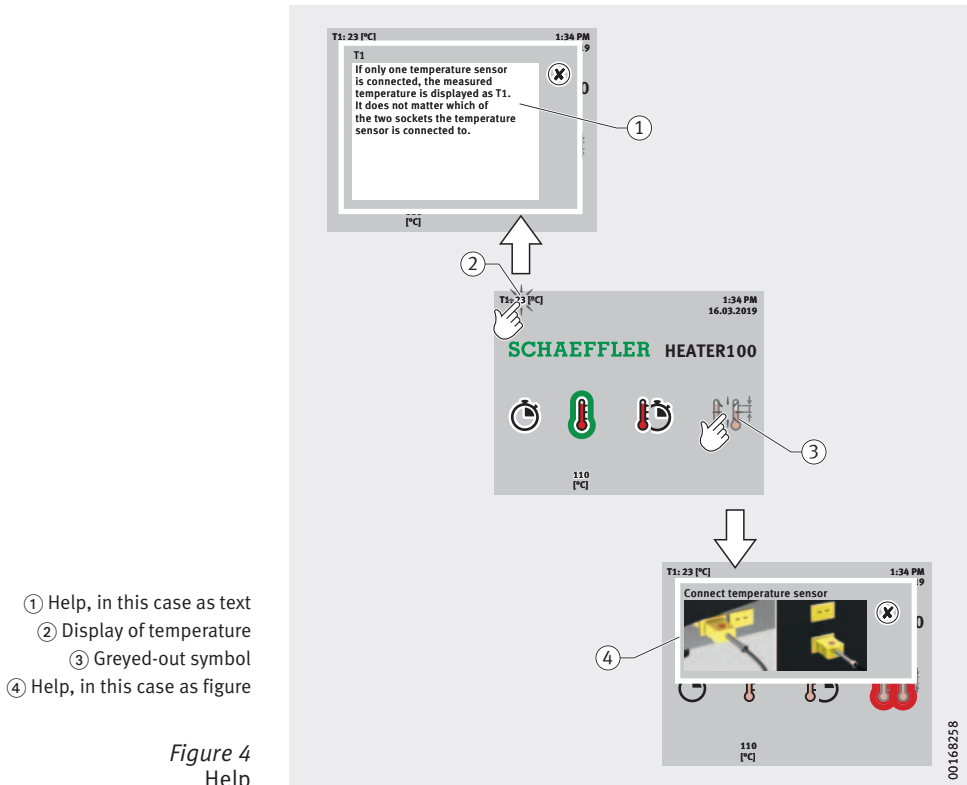 T1: 23 [°C] 1:34 PM
9
T1
If only one temperature sensor
is connected, the measured
temperature is displayed as T1.
It does not matter which of
the two sockets the temperature
sensor is connected to.
0
1
[°C]
2
T1: 23 [°C] 1:34 PM
16.03.2019
SCHAEFFLER HEATER100
3
110
[°C]
T1: 23 [°C] 1:34 PM
9
Connect temperature sensor
0
4
110
[°C]
1 Help, in this case as text
2 Display of temperature
3 Greyed-out symbol
4 Help, in this case as figure
Figure 4
Help
00168258